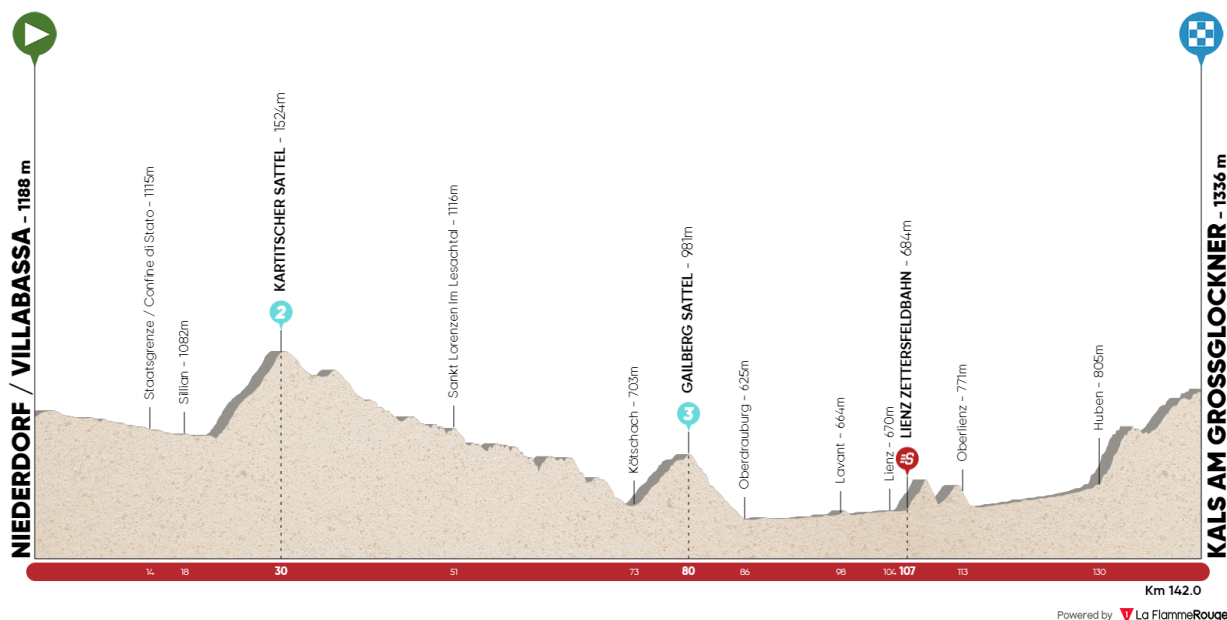 NIEDERDORF / VILLABASSA - 1188 m
Staatsgrenze / Confine di Stato - 1115m
Sillian - 1082m
KARTITSCHER SATTEL - 1524m
2
Sankt Lorenzen Im Lesachtal - 1116m
Kötschach - 703m
GAILBERG SATTEL - 981m
3
Oberdrauburg - 625m
Lavant - 664m
Lienz - 670m
LIENZ ZETTERSFELDBAHN - 684m
S
Oberlienz - 771m
Huben - 805m
KALS AM GROSSGLOCKNER - 1336 m
14 18 30 51 73 80 86 98 104 107 113 130
Km 142.0
Powered by 1 La FlammeRouge